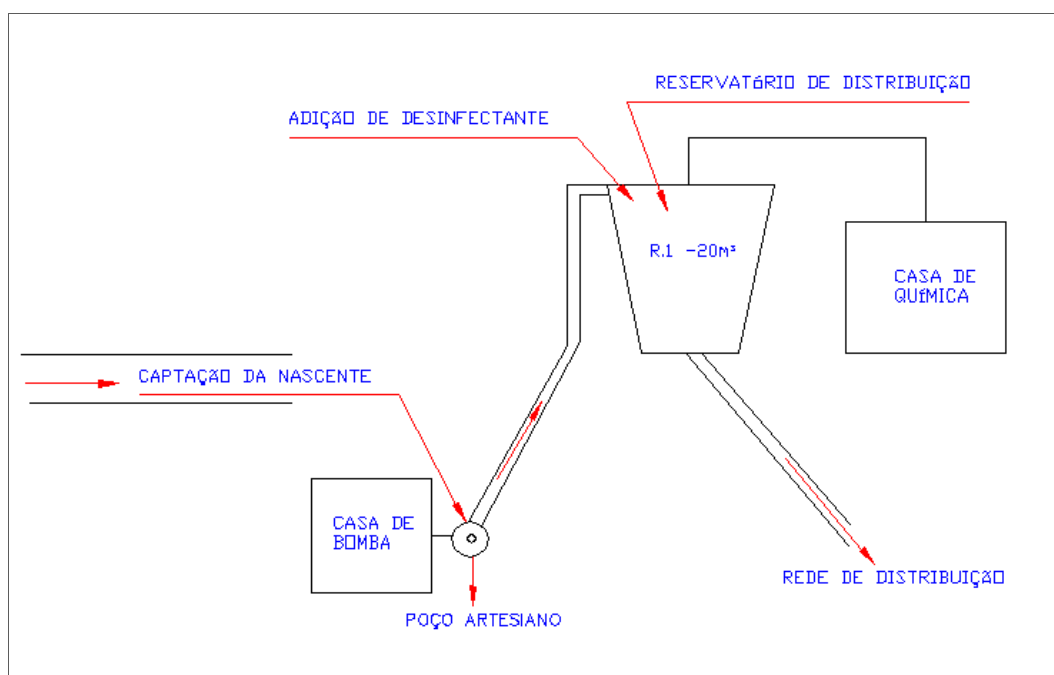 RESERVATóRIO DE DISTRIBUIÇÃO
ADIÇÃO DE DESINFECTANTE
R.1 -20m³
CASA DE
QUíMICA
CAPTAÇÃO DA NASCENTE
CASA DE
BOMBA
REDE DE DISTRIBUIÇÃO
POÇO ARTESIANO